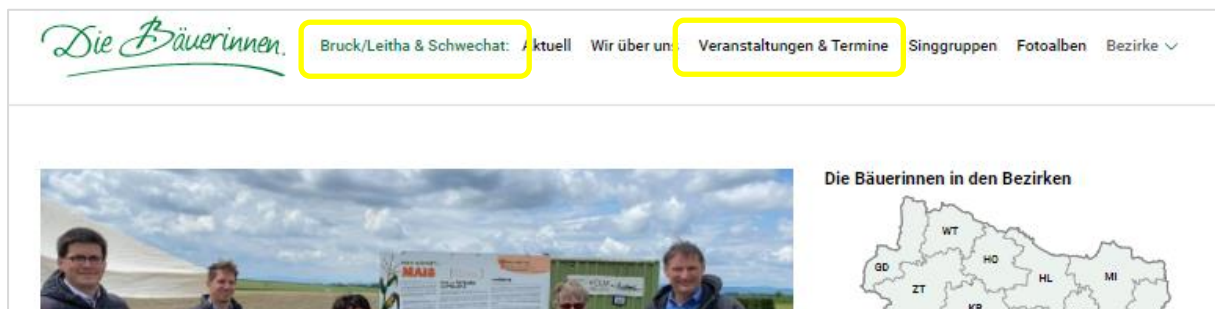 Die Bäuerinnen.
Bruck/Leitha & Schwechat: Aktuell Wir über uns Veranstaltungen & Termine Singgruppen Fotoalben Bezirke
Die Bäuerinnen in den Bezirken
WT
GD
HO
ZT
HL
MI
MAIS